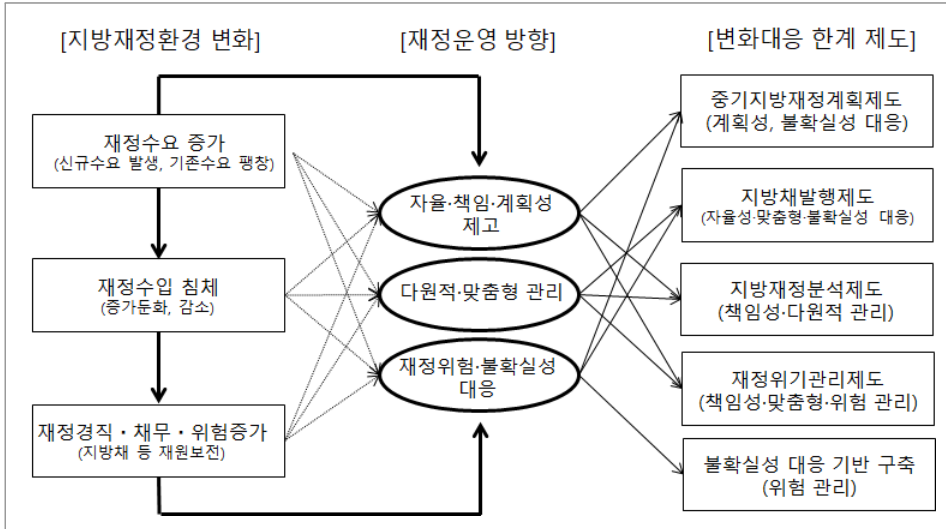 [지방재정환경 변화]
[재정운영 방향]
[변화대응 한계 제도]
재정수요 증가
(신규수요 발생, 기존수요 팽창)
재정수입 침체
(증가둔화, 감소)
재정경직・채무・위험증가
(지방채 등 재원보전)
자율·책임·계획성
제고
다원적·맞춤형 관리
재정위험·불확실성
대응
중기지방재정계획제도
(계획성, 불확실성 대응)
지방채발행제도
(자율성·맞춤형·불확실성 대응)
지방재정분석제도
(책임성·다원적 관리)
재정위기관리제도
(책임성·맞춤형·위험 관리)
불확실성 대응 기반 구축
(위험 관리)